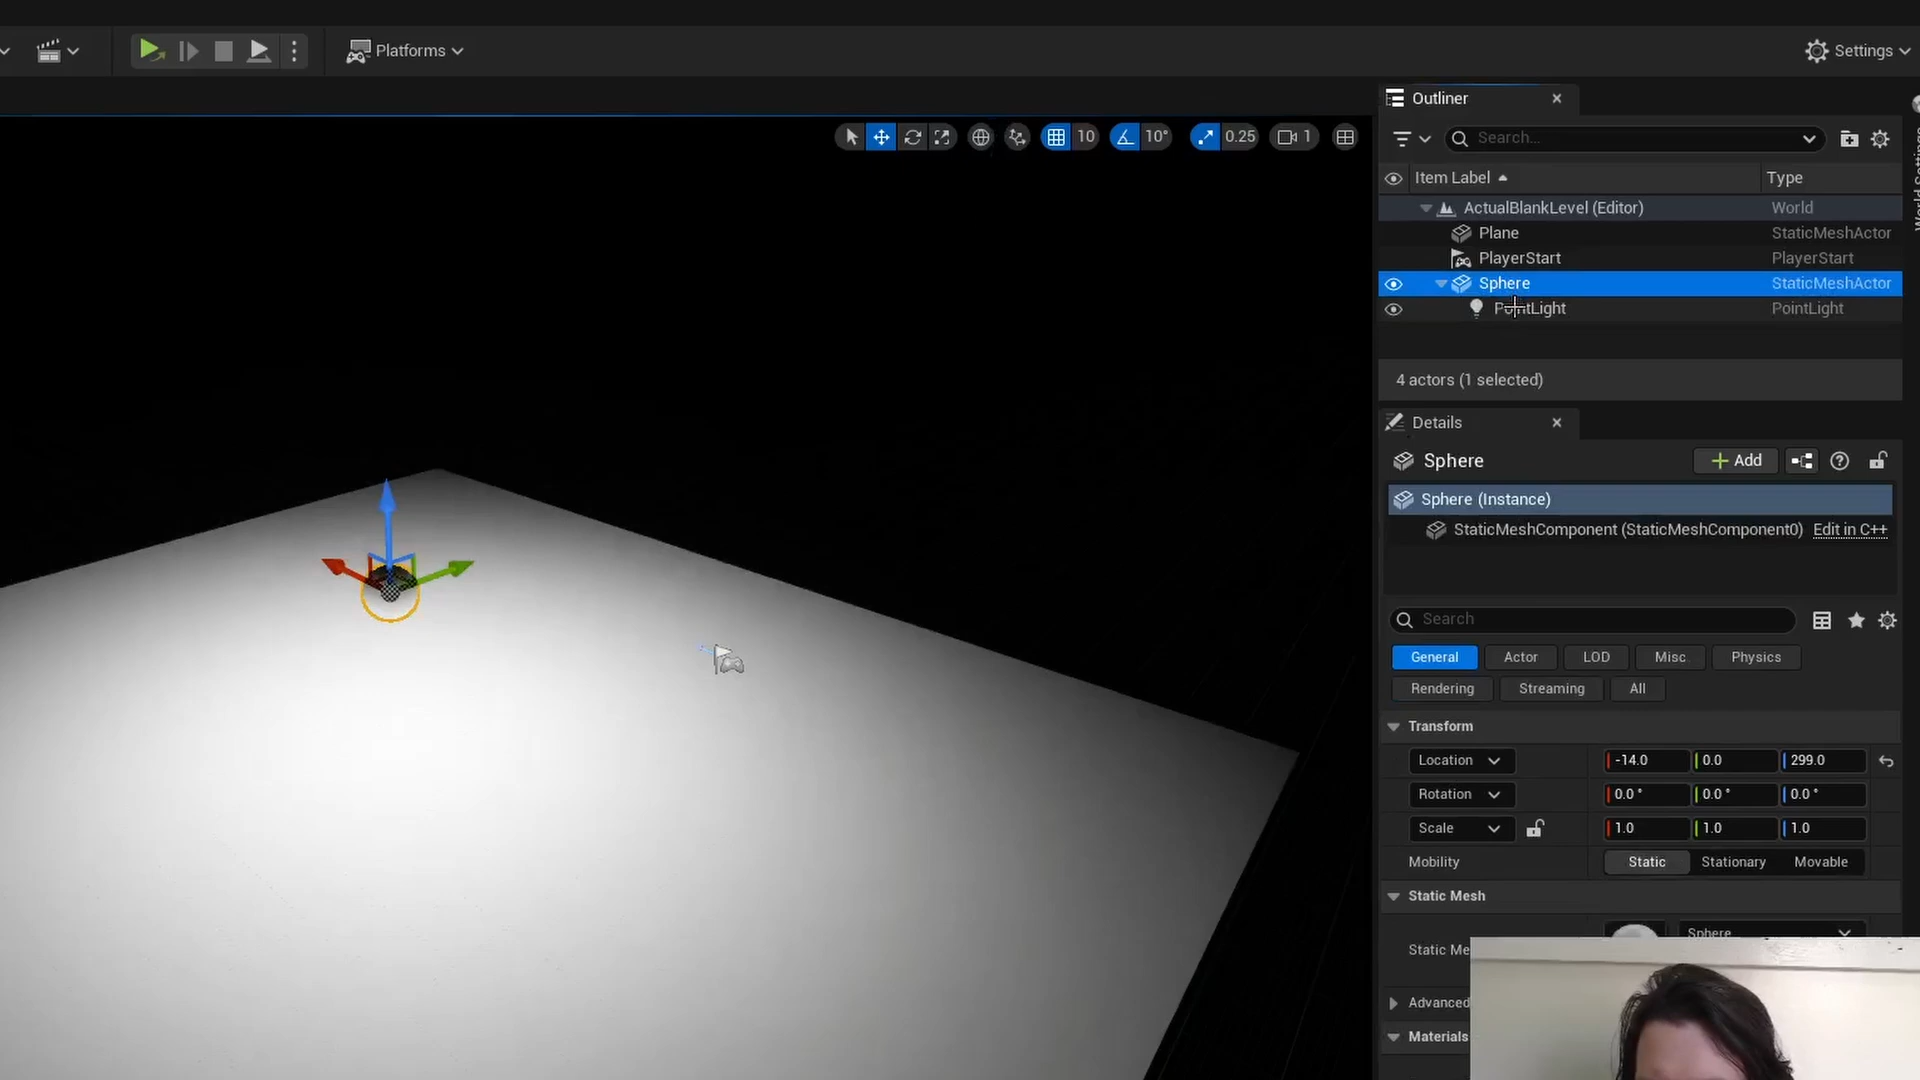 Platforms
Settings
Outliner
10
10°
0.25
1
Search...
World Settings
Item Label
Type
ActualBlankLevel (Editor)
World
Plane
StaticMeshActor
PlayerStart
PlayerStart
Sphere
StaticMeshActor
PointLight
PointLight
4 actors (1 selected)
Details
Sphere
+ Add
Sphere (Instance)
StaticMeshComponent (StaticMeshComponent0)
Edit in C++
Search
General
Actor
LOD
Misc
Physics
Rendering
Streaming
All
Transform
Location
-14.0
0.0
299.0
Rotation
0.0 °
0.0 °
0.0 °
Scale
1.0
1.0
1.0
Mobility
Static
Stationary
Movable
Static Mesh
Sphere
Static Me
Advanced
Materials